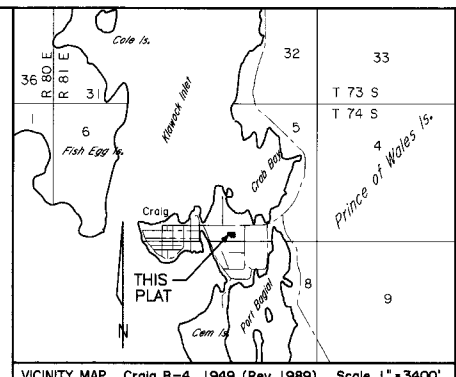 Cole Is.
32
33
36
R 80 E
R 81 E
31
T 73 S
T 74 S
1
6
5
4
Fish Egg Is.
Klawock Inlet
Crab Bay
Prince of Wales Is.
Craig
THIS
PLAT
8
9
N
Cem Is.
Port Bagial
VICINITY MAP Craig B-4, 1949 (Rev. 1989) Scale 1"=3400'